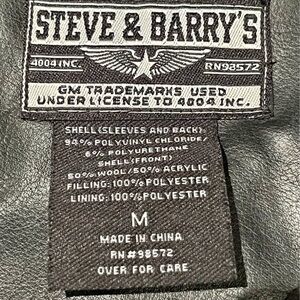 STEVE & BARRY'S
4004 INC. RN98572
GM TRADEMARKS USED
UNDER LICENSE TO 4004 INC.
SHELL(SLEEVES AND BACK):
94% POLYVINYL CHLORIDE/
6% POLYURETHANE
SHELL(FRONT)
50% WOOL/50% ACRYLIC
FILLING: 100% POLYESTER
LINING: 100% POLYESTER
M
MADE IN CHINA
RN#98572
OVER FOR CARE